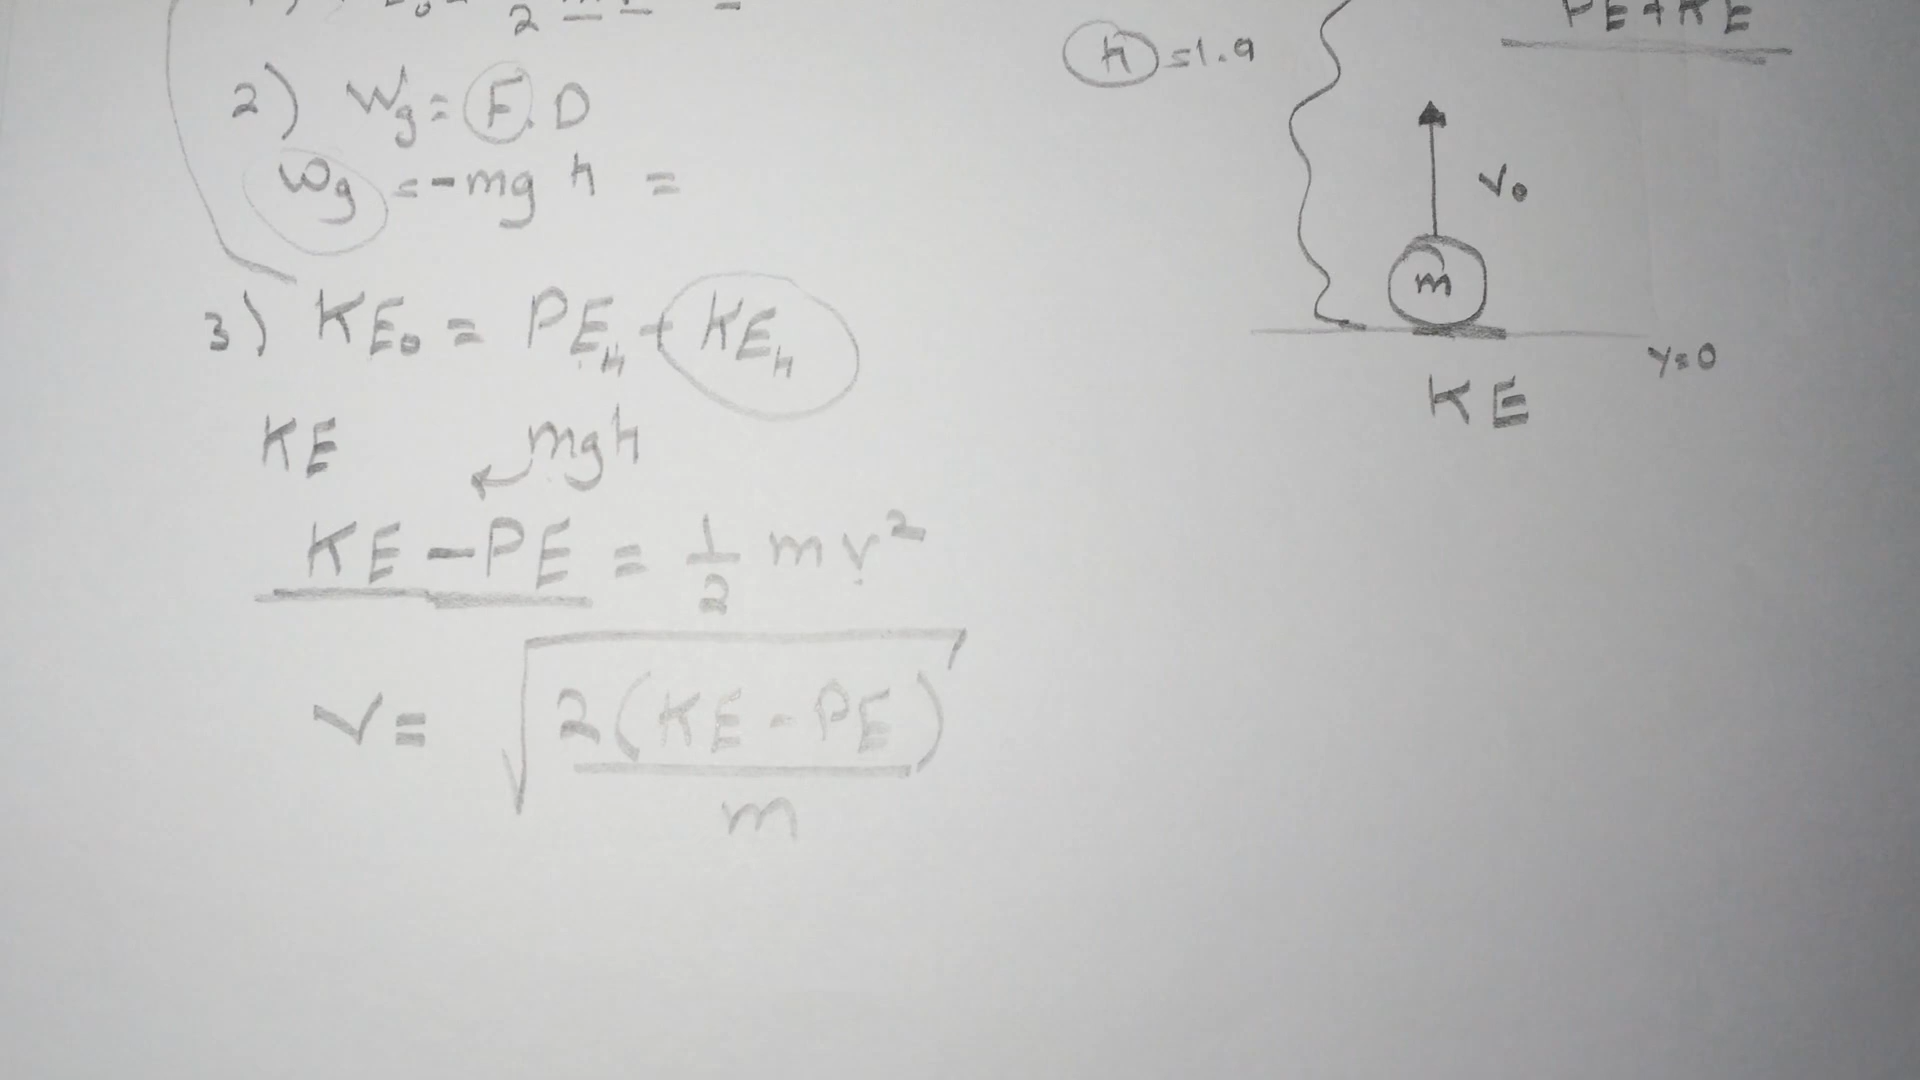 2) Wg = F. D
Wg = -mg h =
3) KE₀ = PEₕ + KEₕ
KE
mgh
KE - PE = 1/2 mv²
v = √(2(KE - PE)/m)
PE + KE
h = 1.9
v₀
m
y=0
KE